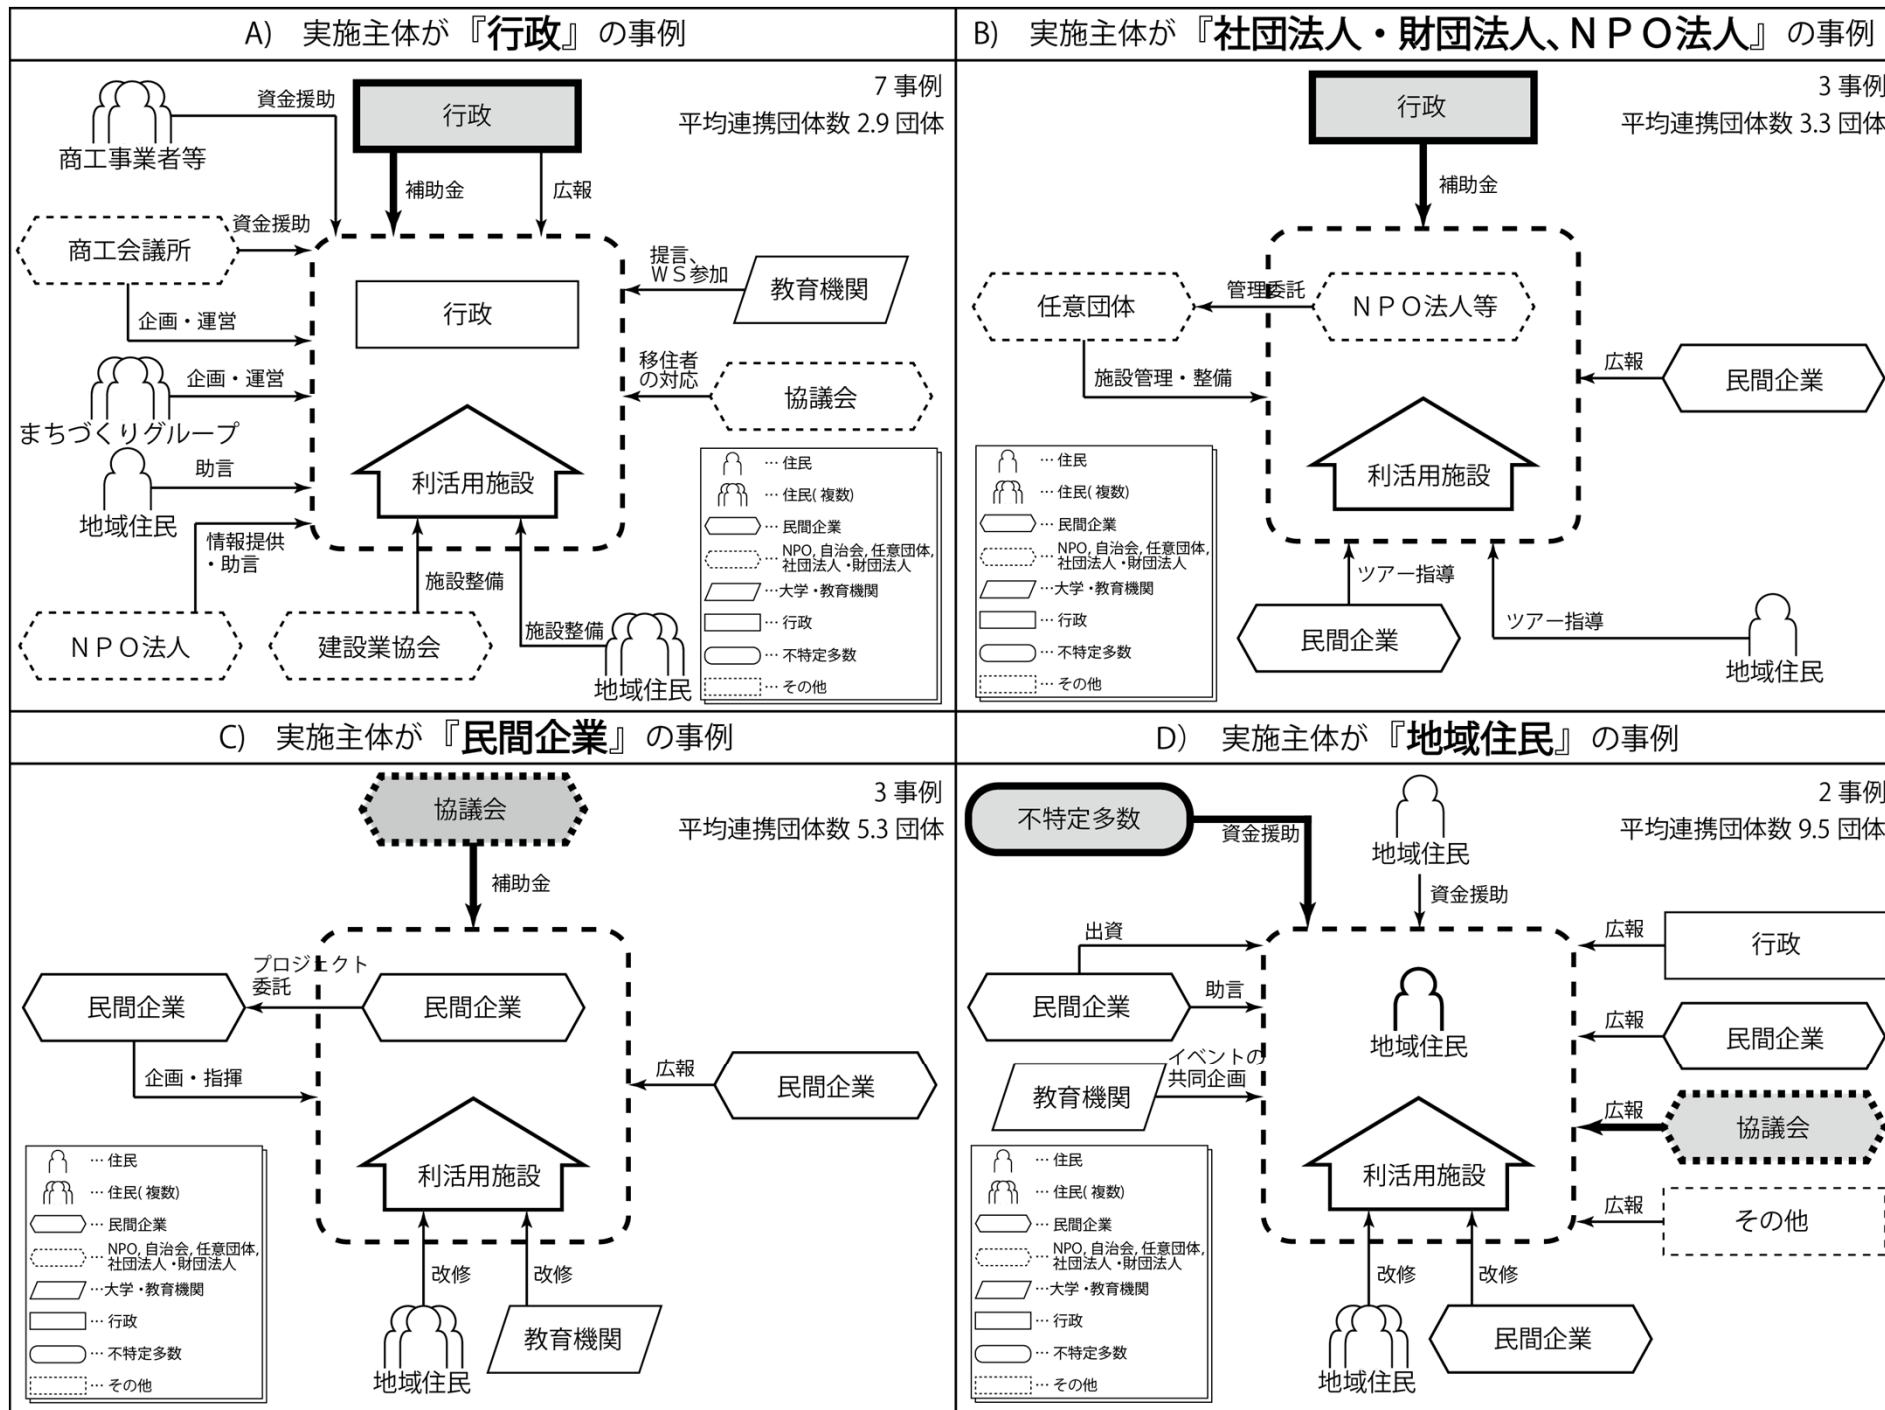 A) 実施主体が『行政』の事例
7 事例
平均連携団体数 2.9 団体
行政
商工事業者等
資金援助
補助金
広報
商工会議所
資金援助
企画・運営
行政
提言、
ＷＳ参加
教育機関
まちづくりグループ
企画・運営
移住者
の対応
協議会
地域住民
助言
利活用施設
情報提供
・助言
ＮＰＯ法人
施設整備
建設業協会
施設整備
地域住民
… 住民
… 住民( 複数)
… 民間企業
… NPO, 自治会, 任意団体,
社団法人・財団法人
…大学・教育機関
… 行政
… 不特定多数
… その他
B) 実施主体が『社団法人・財団法人、ＮＰＯ法人』の事例
3 事例
平均連携団体数 3.3 団体
行政
補助金
任意団体
管理委託
ＮＰＯ法人等
施設管理・整備
広報
民間企業
利活用施設
ツアー指導
民間企業
ツアー指導
地域住民
… 住民
… 住民( 複数)
… 民間企業
… NPO, 自治会, 任意団体,
社団法人・財団法人
…大学・教育機関
… 行政
… 不特定多数
… その他
C) 実施主体が『民間企業』の事例
3 事例
平均連携団体数 5.3 団体
協議会
補助金
民間企業
プロジェクト
委託
民間企業
企画・指揮
広報
民間企業
利活用施設
改修
地域住民
改修
教育機関
… 住民
… 住民( 複数)
… 民間企業
… NPO, 自治会, 任意団体,
社団法人・財団法人
…大学・教育機関
… 行政
… 不特定多数
… その他
D) 実施主体が『地域住民』の事例
2 事例
平均連携団体数 9.5 団体
不特定多数
資金援助
地域住民
資金援助
出資
民間企業
助言
地域住民
広報
行政
広報
民間企業
教育機関
イベントの
共同企画
広報
協議会
利活用施設
広報
その他
改修
地域住民
改修
民間企業
… 住民
… 住民( 複数)
… 民間企業
… NPO, 自治会, 任意団体,
社団法人・財団法人
…大学・教育機関
… 行政
… 不特定多数
… その他